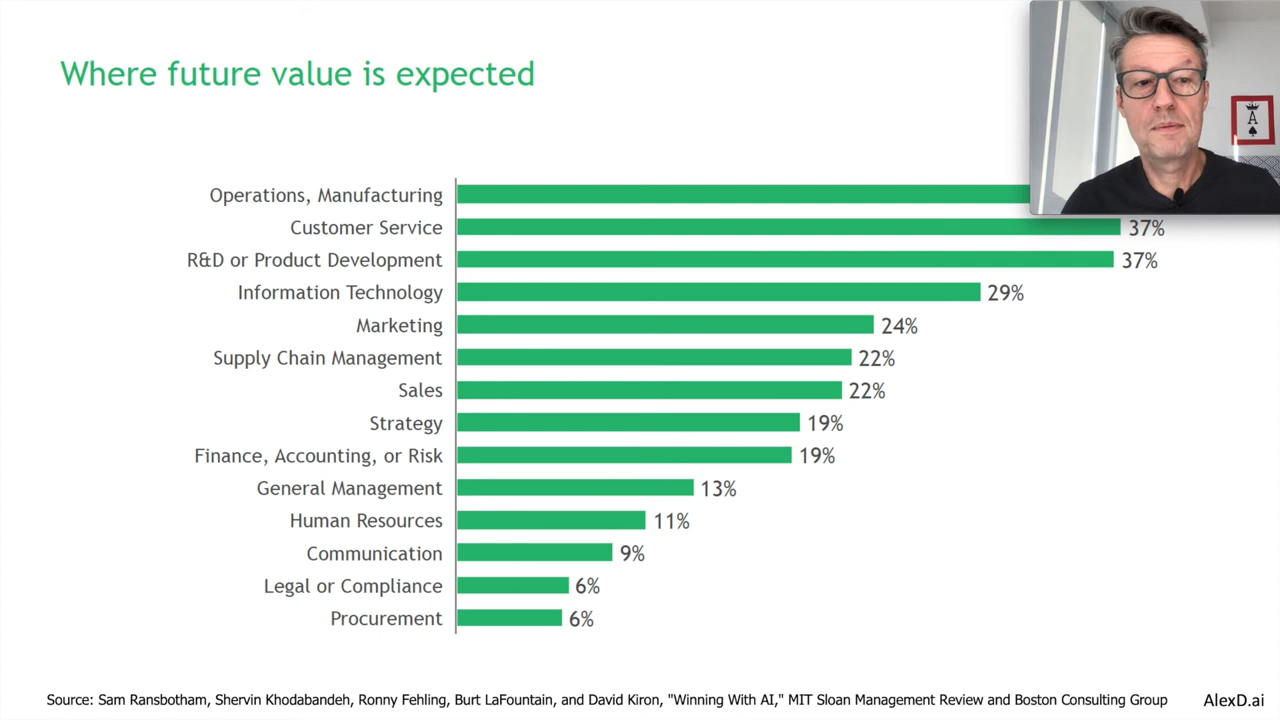 Where future value is expected
A
Operations, Manufacturing
Customer Service 37%
R&D or Product Development 37%
Information Technology 29%
Marketing 24%
Supply Chain Management 22%
Sales 22%
Strategy 19%
Finance, Accounting, or Risk 19%
General Management 13%
Human Resources 11%
Communication 9%
Legal or Compliance 6%
Procurement 6%
Source: Sam Ransbotham, Shervin Khodabandeh, Ronny Fehling, Burt LaFountain, and David Kiron, "Winning With AI," MIT Sloan Management Review and Boston Consulting Group AlexD.ai